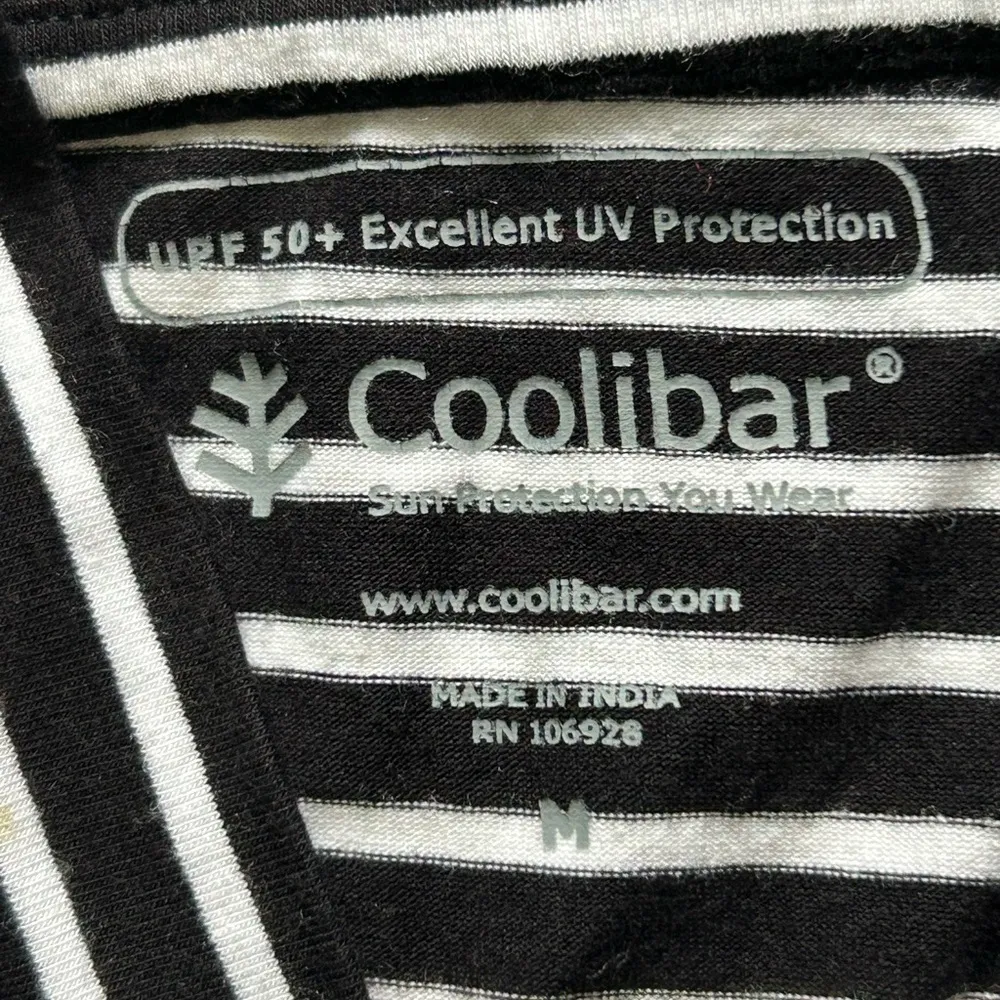 UPF 50+ Excellent UV Protection
Coolibar®
Sun Protection You Wear
www.coolibar.com
MADE IN INDIA
RN 106928
M